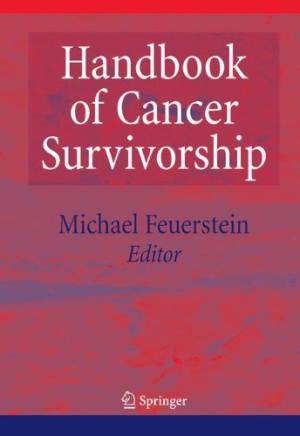 Handbook
of Cancer
Survivorship
Michael Feuerstein
Editor
Springer